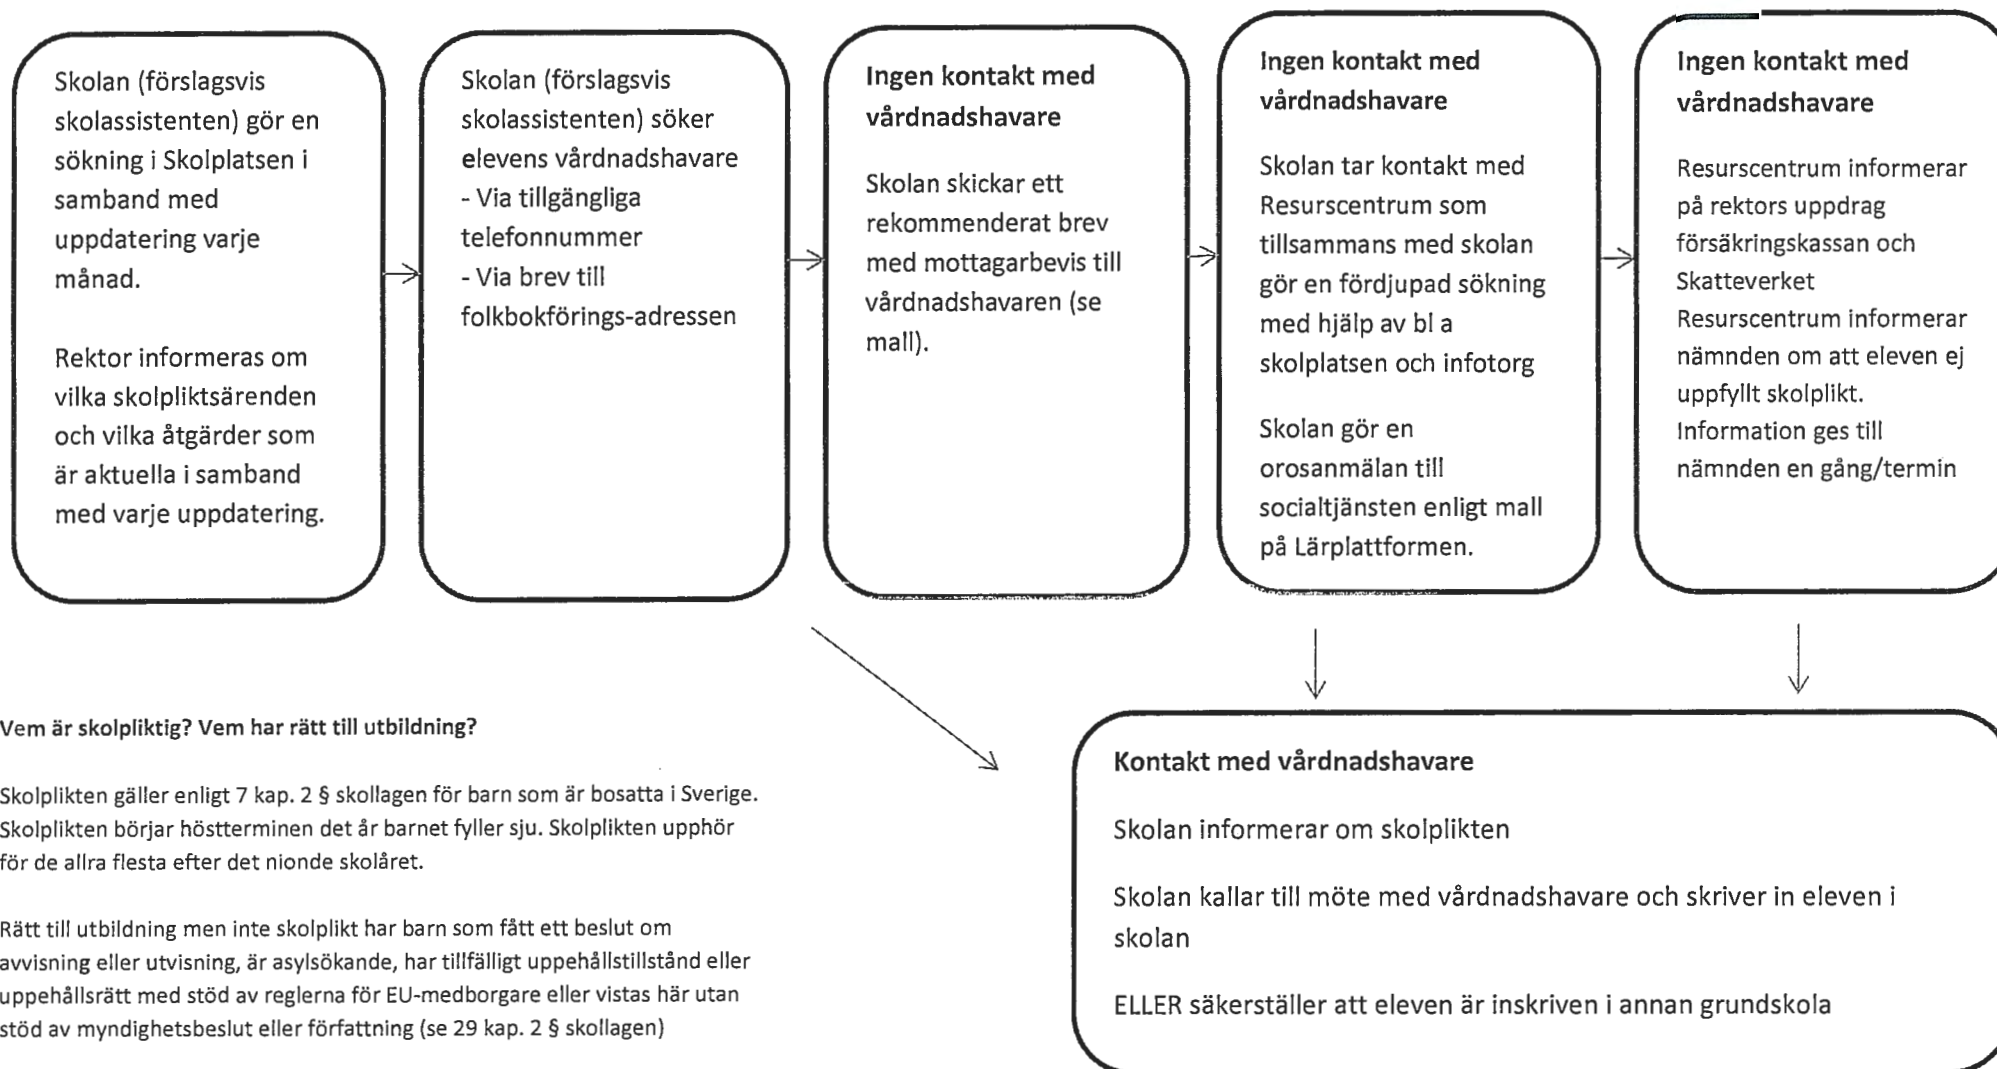 Skolan (förslagsvis
skolassistenten) gör en
sökning i Skolplatsen i
samband med
uppdatering varje
månad.
Rektor informeras om
vilka skolpliktsärenden
och vilka åtgärder som
är aktuella i samband
med varje uppdatering.
Skolan (förslagsvis
skolassistenten) söker
elevens vårdnadshavare
- Via tillgängliga
telefonnummer
- Via brev till
folkbokförings-adressen
Ingen kontakt med
vårdnadshavare
Skolan skickar ett
rekommenderat brev
med mottagarbevis till
vårdnadshavaren (se
mall).
Ingen kontakt med
vårdnadshavare
Skolan tar kontakt med
Resurscentrum som
tillsammans med skolan
gör en fördjupad sökning
med hjälp av bl a
skolplatsen och infotorg
Skolan gör en
orosanmälan till
socialtjänsten enligt mall
på Lärplattformen.
Ingen kontakt med
vårdnadshavare
Resurscentrum informerar
på rektors uppdrag
försäkringskassan och
Skatteverket
Resurscentrum informerar
nämnden om att eleven ej
uppfyllt skolplikt.
Information ges till
nämnden en gång/termin
Vem är skolpliktig? Vem har rätt till utbildning?
Skolplikten gäller enligt 7 kap. 2 § skollagen för barn som är bosatta i Sverige.
Skolplikten börjar höstterminen det år barnet fyller sju. Skolplikten upphör
för de allra flesta efter det nionde skolåret.
Rätt till utbildning men inte skolplikt har barn som fått ett beslut om
avvisning eller utvisning, är asylsökande, har tillfälligt uppehållstillstånd eller
uppehållsrätt med stöd av reglerna för EU-medborgare eller vistas här utan
stöd av myndighetsbeslut eller författning (se 29 kap. 2 § skollagen)
Kontakt med vårdnadshavare
Skolan informerar om skolplikten
Skolan kallar till möte med vårdnadshavare och skriver in eleven i
skolan
ELLER säkerställer att eleven är inskriven i annan grundskola